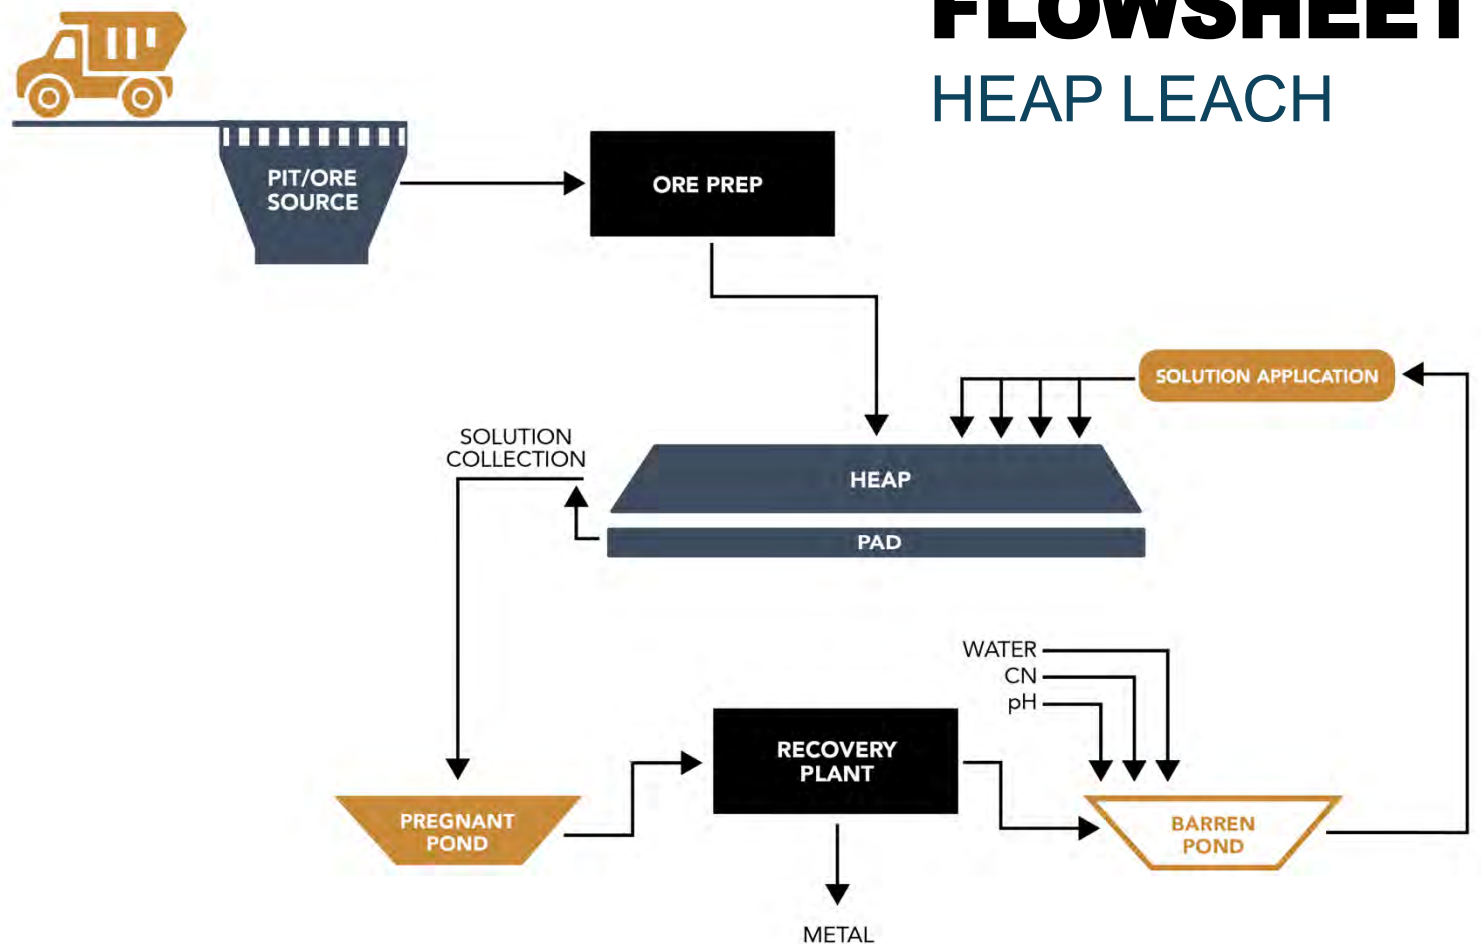 FLOWSHEET
HEAP LEACH
PIT/ORE
SOURCE
ORE PREP
SOLUTION APPLICATION
SOLUTION
COLLECTION
HEAP
PAD
WATER
CN
pH
RECOVERY
PLANT
PREGNANT
POND
BARREN
POND
METAL